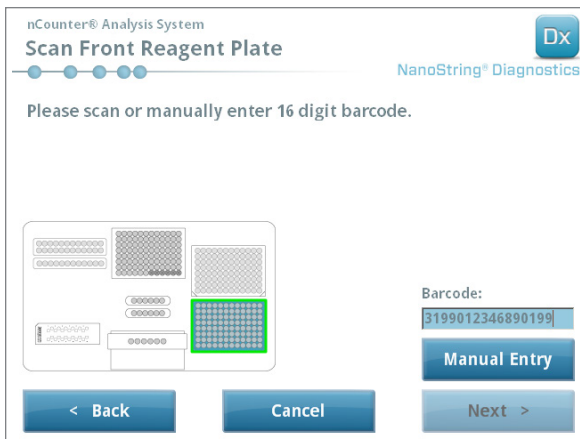 nCounter® Analysis System
Scan Front Reagent Plate
Dx
NanoString® Diagnostics
Please scan or manually enter 16 digit barcode.
Barcode:
3199012346890199
Manual Entry
< Back
Cancel
Next >